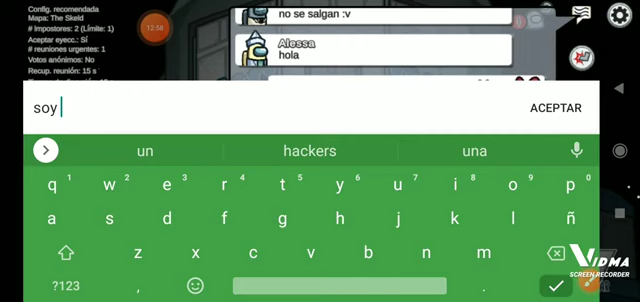 Config. recomendada
Mapa: The Skeld
# Impostores: 2 (Límite: 1)
Aceptar eyecc.: Sí
# reuniones urgentes: 1
Votos anónimos: No
Recup. reunión: 15 s
12:58
no se salgan :v
Alessa
hola
soy
ACEPTAR
un hackers una
q 1 w 2 e 3 r 4 t 5 y 6 u 7 i 8 o 9 p 0
a s d f g h j k l ñ
z x c v b n m
?123 , .
VIDMA
SCREEN RECORDER